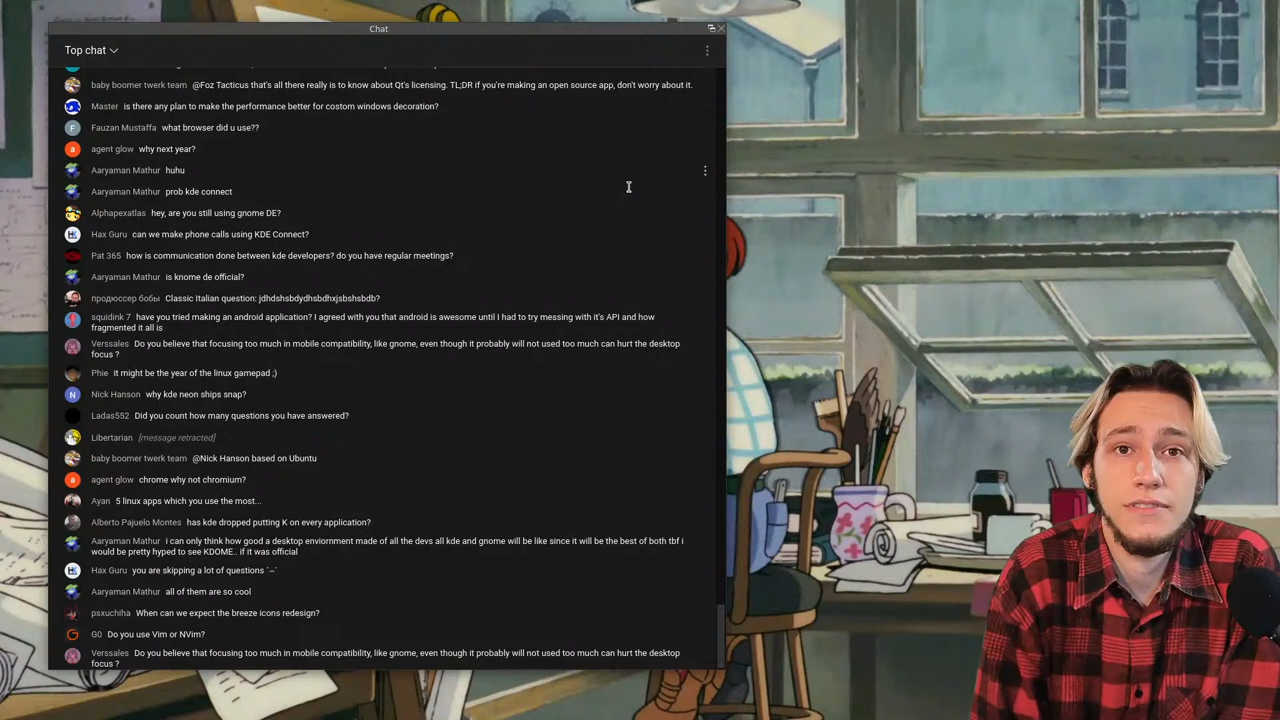 Chat
Top chat
baby boomer twerk team @Foz Tacticus that's all there really is to know about Qt's licensing. TL;DR if you're making an open source app, don't worry about it.
Master is there any plan to make the performance better for costom windows decoration?
F Fauzan Mustaffa what browser did u use??
a agent glow why next year?
Aaryaman Mathur huhu
Aaryaman Mathur prob kde connect
Alphapexatlas hey, are you still using gnome DE?
Hax Guru can we make phone calls using KDE Connect?
Pat 365 how is communication done between kde developers? do you have regular meetings?
Aaryaman Mathur is knome de official?
продюссер бобы Classic Italian question: jdhdshsbdydhsbdhxjsbshsbdb?
squidink 7 have you tried making an android application? I agreed with you that android is awesome until I had to try messing with it's API and how
fragmented it all is
Verssales Do you believe that focusing too much in mobile compatibility, like gnome, even though it probably will not used too much can hurt the desktop
focus ?
Phie it might be the year of the linux gamepad ;)
N Nick Hanson why kde neon ships snap?
Ladas552 Did you count how many questions you have answered?
Libertarian [message retracted]
baby boomer twerk team @Nick Hanson based on Ubuntu
a agent glow chrome why not chromium?
Ayan 5 linux apps which you use the most...
Alberto Pajuelo Montes has kde dropped putting K on every application?
Aaryaman Mathur i can only think how good a desktop enviornment made of all the devs all kde and gnome will be like since it will be the best of both tbf i
would be pretty hyped to see KDOME.. if it was official
Hax Guru you are skipping a lot of questions
Aaryaman Mathur all of them are so cool
psxuchiha When can we expect the breeze icons redesign?
G0 Do you use Vim or NVim?
Verssales Do you believe that focusing too much in mobile compatibility, like gnome, even though it probably will not used too much can hurt the desktop
focus ?